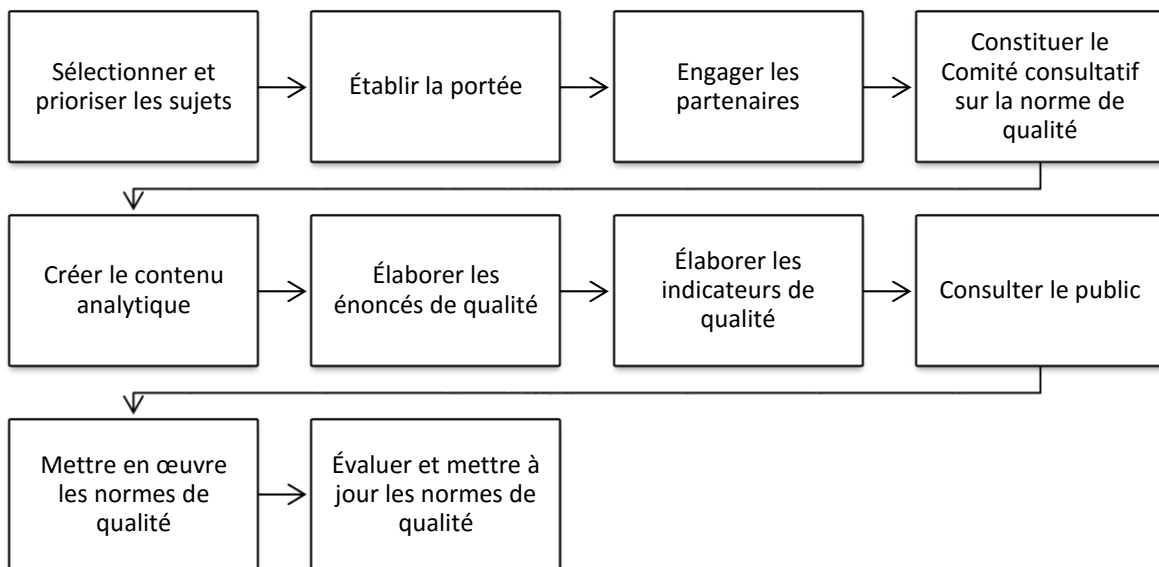 Sélectionner et
prioriser les sujets
Établir la portée
Engager les
partenaires
Constituer le
Comité consultatif
sur la norme de
qualité
Créer le contenu
analytique
Élaborer les
énoncés de qualité
Élaborer les
indicateurs de
qualité
Consulter le public
Mettre en œuvre
les normes de
qualité
Évaluer et mettre à
jour les normes de
qualité